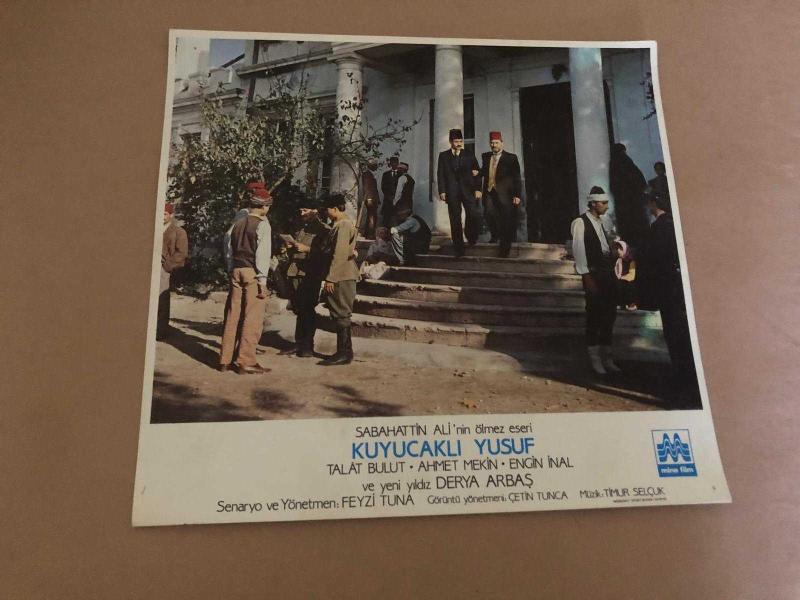 SABAHATTİN ALİ'nin ölmez eseri
KUYUCAKLI YUSUF
TALÂT BULUT • AHMET MEKİN • ENGİN İNAL
ve yeni yıldız DERYA ARBAŞ
Senaryo ve Yönetmen: FEYZİ TUNA Görüntü yönetmeni: ÇETİN TUNCA Müzik: TİMUR SELÇUK
mine film